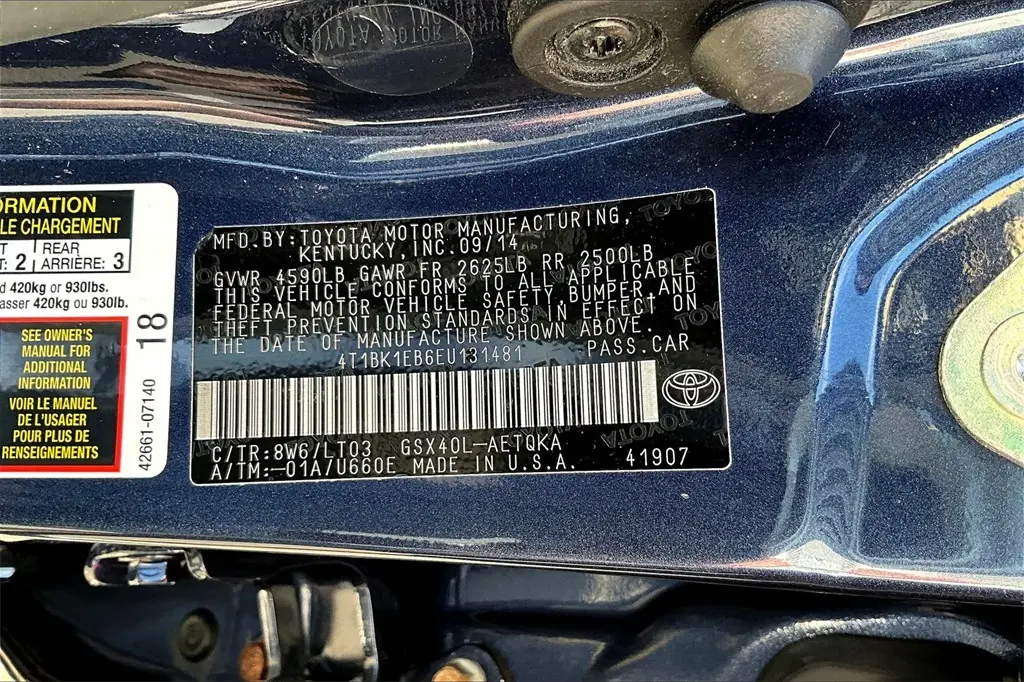 TOYOTA MOTOR
ORMATION
LE CHARGEMENT
T: 2
REAR
ARRIÈRE: 3
d 420kg or 930lbs.
asser 420kg ou 930lb.
SEE OWNER'S
MANUAL FOR
ADDITIONAL
INFORMATION
VOIR LE MANUEL
DE L'USAGER
POUR PLUS DE
RENSEIGNEMENTS
42661-07140
18
MFD.BY:TOYOTA MOTOR MANUFACTURING,
KENTUCKY, INC.09/14
GVWR 4590LB GAWR FR 2625LB RR 2500LB
THIS VEHICLE CONFORMS TO ALL APPLICABLE
FEDERAL MOTOR VEHICLE SAFETY, BUMPER AND
THEFT PREVENTION STANDARDS IN EFFECT ON
THE DATE OF MANUFACTURE SHOWN ABOVE.
4T1BK1EB6EU131481 PASS.CAR
C/TR:8W6/LT03 GSX40L-AETQKA
A/TM:-01A/U660E MADE IN U.S.A. 41907